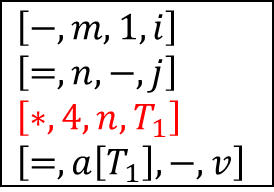 [−, m, 1, i]
[=, n, −, j]
[∗, 4, n, T₁]
[=, a[T₁], −, v]